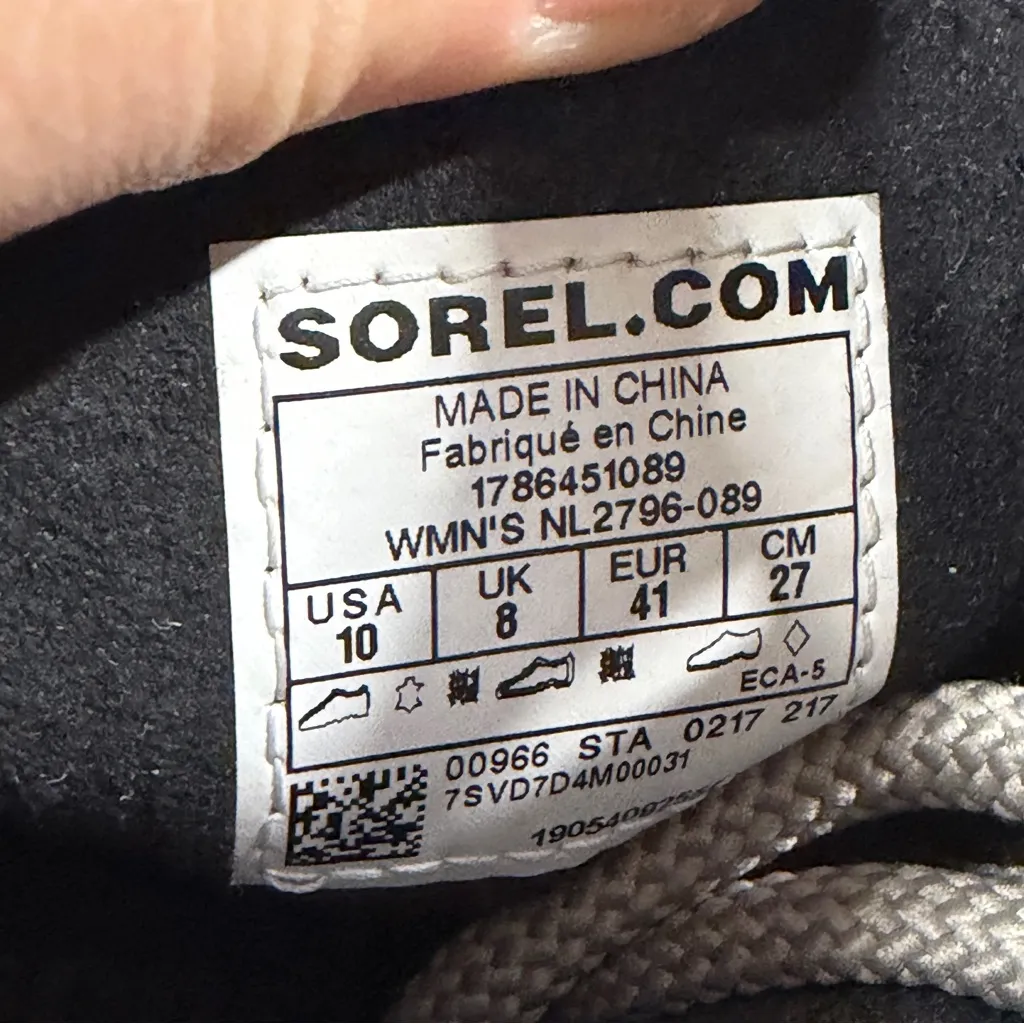 SOREL.COM
MADE IN CHINA
Fabriqué en Chine
1786451089
WMN'S NL2796-089
USA UK EUR CM
10 8 41 27
ECA-5
00966 STA 0217 217
7SVD7D4M00031